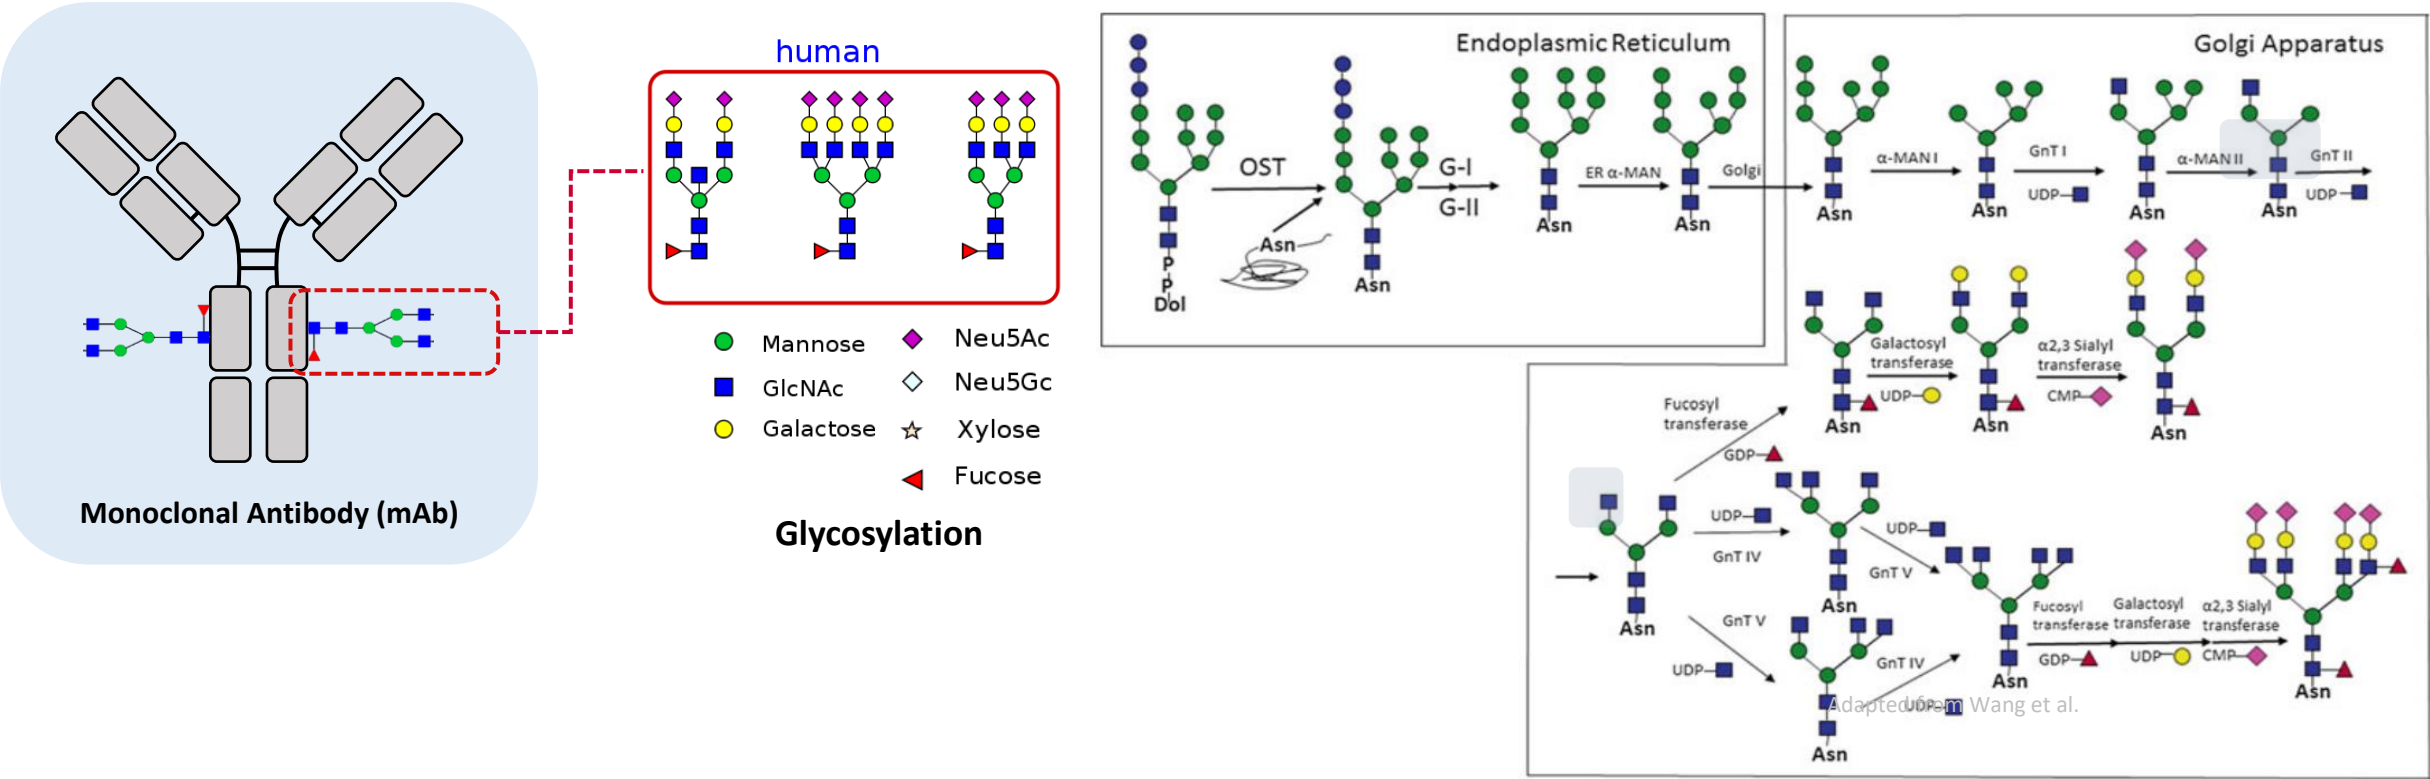 human
Mannose
GlcNAc
Galactose
Neu5Ac
Neu5Gc
Xylose
Fucose
Monoclonal Antibody (mAb)
Glycosylation
Endoplasmic Reticulum
OST
G-I
G-II
ER α-MAN
Golgi
Asn
P
P
Dol
Asn
Asn
Asn
Golgi Apparatus
α-MAN I
GnT I
UDP
α-MAN II
GnT II
UDP
Asn
Asn
Asn
Asn
Galactosyl
transferase
UDP
α2,3 Sialyl
transferase
CMP
Asn
Asn
Asn
Fucosyl
transferase
GDP
UDP
GnT IV
UDP
GnT V
Asn
Asn
GnT V
UDP
GnT IV
UDP
Asn
Fucosyl
transferase
GDP
Galactosyl
transferase
UDP
α2,3 Sialyl
transferase
CMP
Asn
Asn
Adapted from Wang et al.